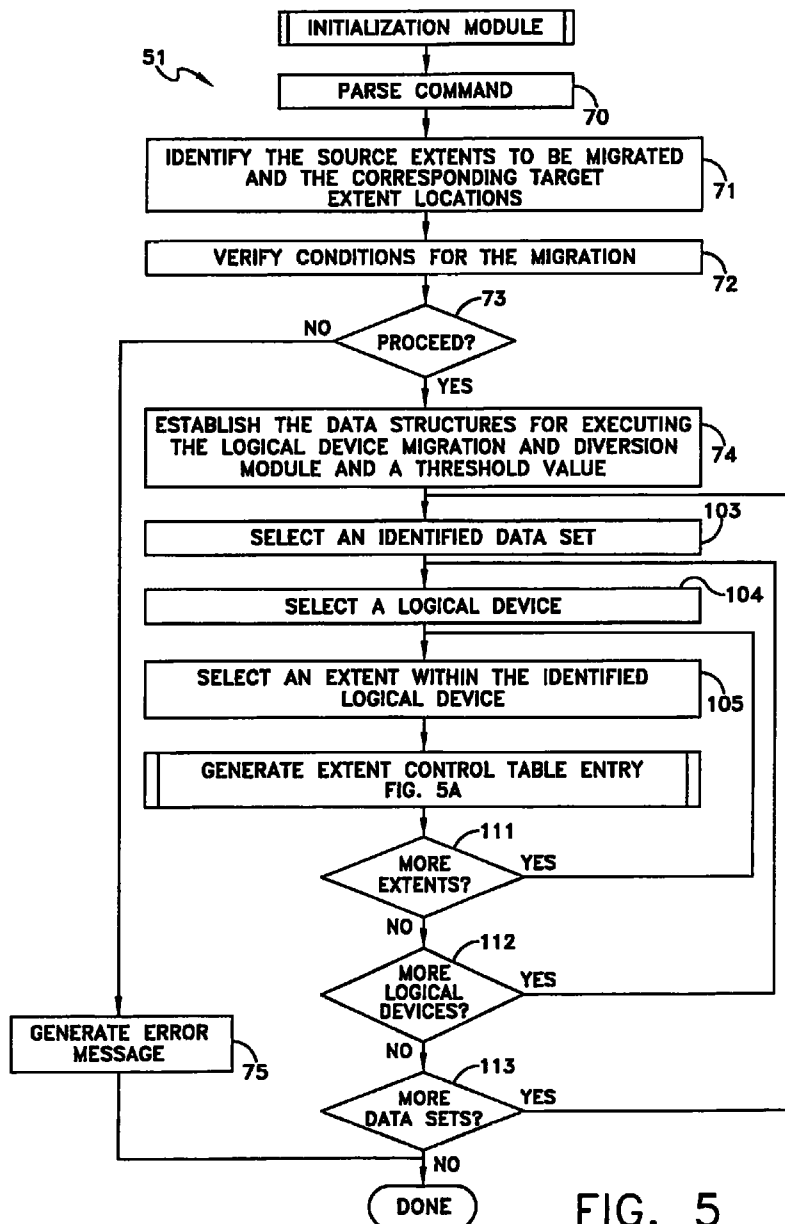 INITIALIZATION MODULE
51
PARSE COMMAND
70
IDENTIFY THE SOURCE EXTENTS TO BE MIGRATED
AND THE CORRESPONDING TARGET
EXTENT LOCATIONS
71
VERIFY CONDITIONS FOR THE MIGRATION
72
73
NO
PROCEED?
YES
ESTABLISH THE DATA STRUCTURES FOR EXECUTING
THE LOGICAL DEVICE MIGRATION AND DIVERSION
MODULE AND A THRESHOLD VALUE
74
103
SELECT AN IDENTIFIED DATA SET
104
SELECT A LOGICAL DEVICE
SELECT AN EXTENT WITHIN THE IDENTIFIED
LOGICAL DEVICE
105
GENERATE EXTENT CONTROL TABLE ENTRY
FIG. 5A
111
MORE
EXTENTS?
YES
NO
112
MORE
LOGICAL
DEVICES?
YES
NO
GENERATE ERROR
MESSAGE
75
113
MORE
DATA SETS?
YES
NO
DONE
FIG. 5